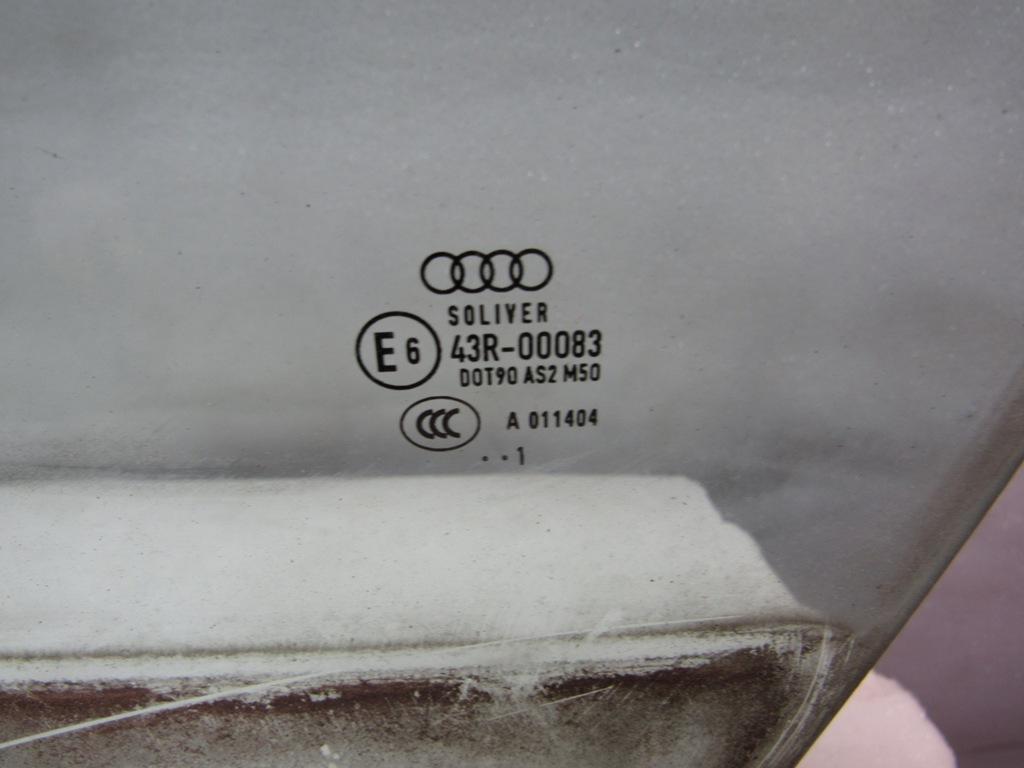 SOLIVER
E6 43R-00083
DOT90 AS2 M50
CCC A 011404
. . 1